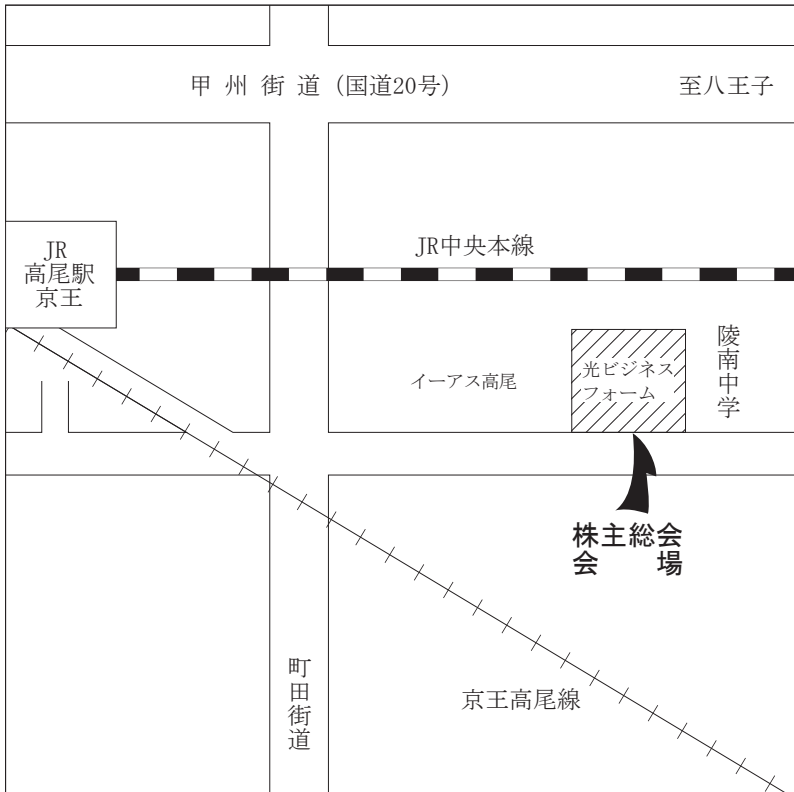 甲州街道（国道20号）
至八王子
JR
高尾駅
京王
JR中央本線
イーアス高尾
光ビジネス
フォーム
陵南中学
株主総会
会場
町田街道
京王高尾線